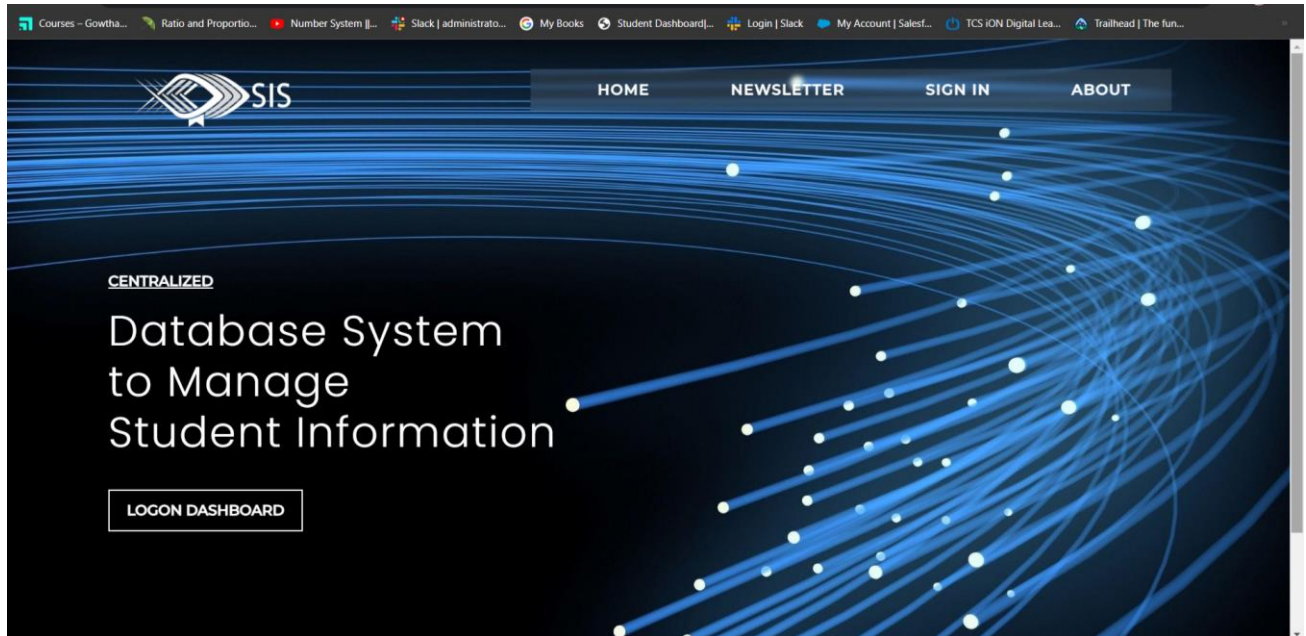 Courses – Gowtha... Ratio and Proportio... Number System ||... Slack | administrato... My Books Student Dashboard|... Login | Slack My Account | Salesf... TCS iON Digital Lea... Trailhead | The fun...
SIS HOME NEWSLETTER SIGN IN ABOUT
CENTRALIZED
Database System
to Manage
Student Information
LOGON DASHBOARD